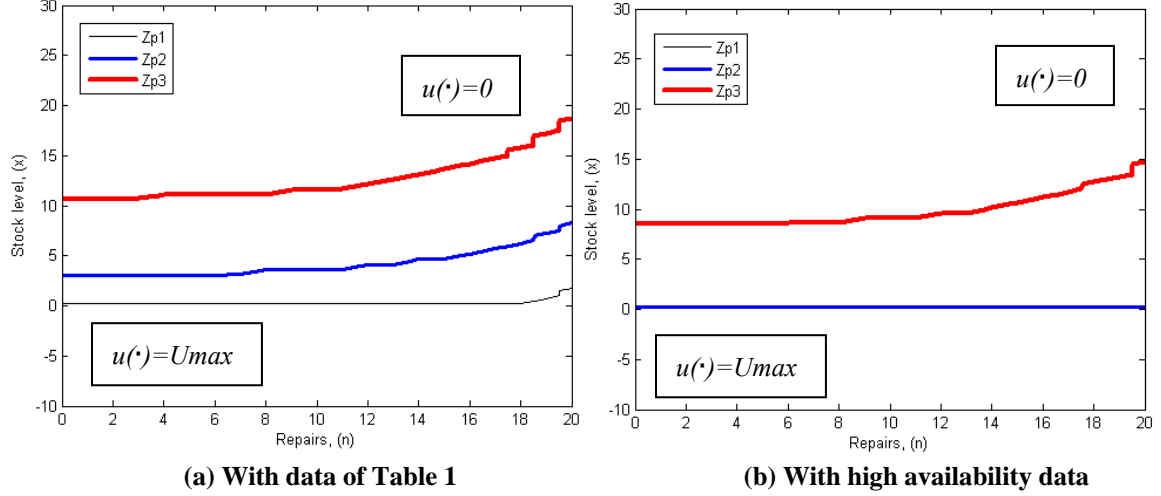 30
25
20
15
10
5
0
-5
-10
Stock level, (x)
Zp1
Zp2
Zp3
u(·)=0
u(·)=Umax
0 2 4 6 8 10 12 14 16 18 20
Repairs, (n)
(a) With data of Table 1
30
25
20
15
10
5
0
-5
-10
Stock level, (x)
Zp1
Zp2
Zp3
u(·)=0
u(·)=Umax
0 2 4 6 8 10 12 14 16 18 20
Repairs, (n)
(b) With high availability data